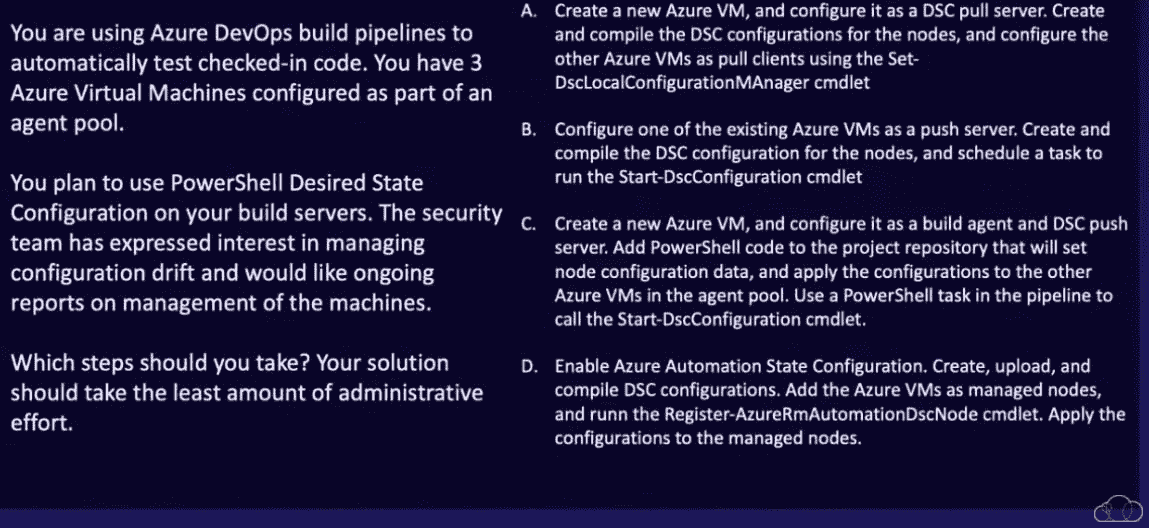 You are using Azure DevOps build pipelines to
automatically test checked-in code. You have 3
Azure Virtual Machines configured as part of an
agent pool.
You plan to use PowerShell Desired State
Configuration on your build servers. The security
team has expressed interest in managing
configuration drift and would like ongoing
reports on management of the machines.
Which steps should you take? Your solution
should take the least amount of administrative
effort.
A. Create a new Azure VM, and configure it as a DSC pull server. Create
and compile the DSC configurations for the nodes, and configure the
other Azure VMs as pull clients using the Set-
DscLocalConfigurationMAnager cmdlet
B. Configure one of the existing Azure VMs as a push server. Create and
compile the DSC configuration for the nodes, and schedule a task to
run the Start-DscConfiguration cmdlet
C. Create a new Azure VM, and configure it as a build agent and DSC push
server. Add PowerShell code to the project repository that will set
node configuration data, and apply the configurations to the other
Azure VMs in the agent pool. Use a PowerShell task in the pipeline to
call the Start-DscConfiguration cmdlet.
D. Enable Azure Automation State Configuration. Create, upload, and
compile DSC configurations. Add the Azure VMs as managed nodes,
and runn the Register-AzureRmAutomationDscNode cmdlet. Apply the
configurations to the managed nodes.